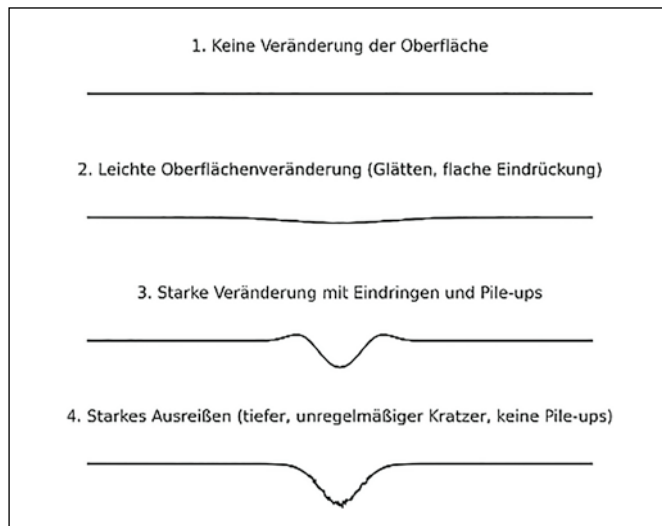 1. Keine Veränderung der Oberfläche
2. Leichte Oberflächenveränderung (Glätten, flache Eindrückung)
3. Starke Veränderung mit Eindringen und Pile-ups
4. Starkes Ausreißen (tiefer, unregelmäßiger Kratzer, keine Pile-ups)